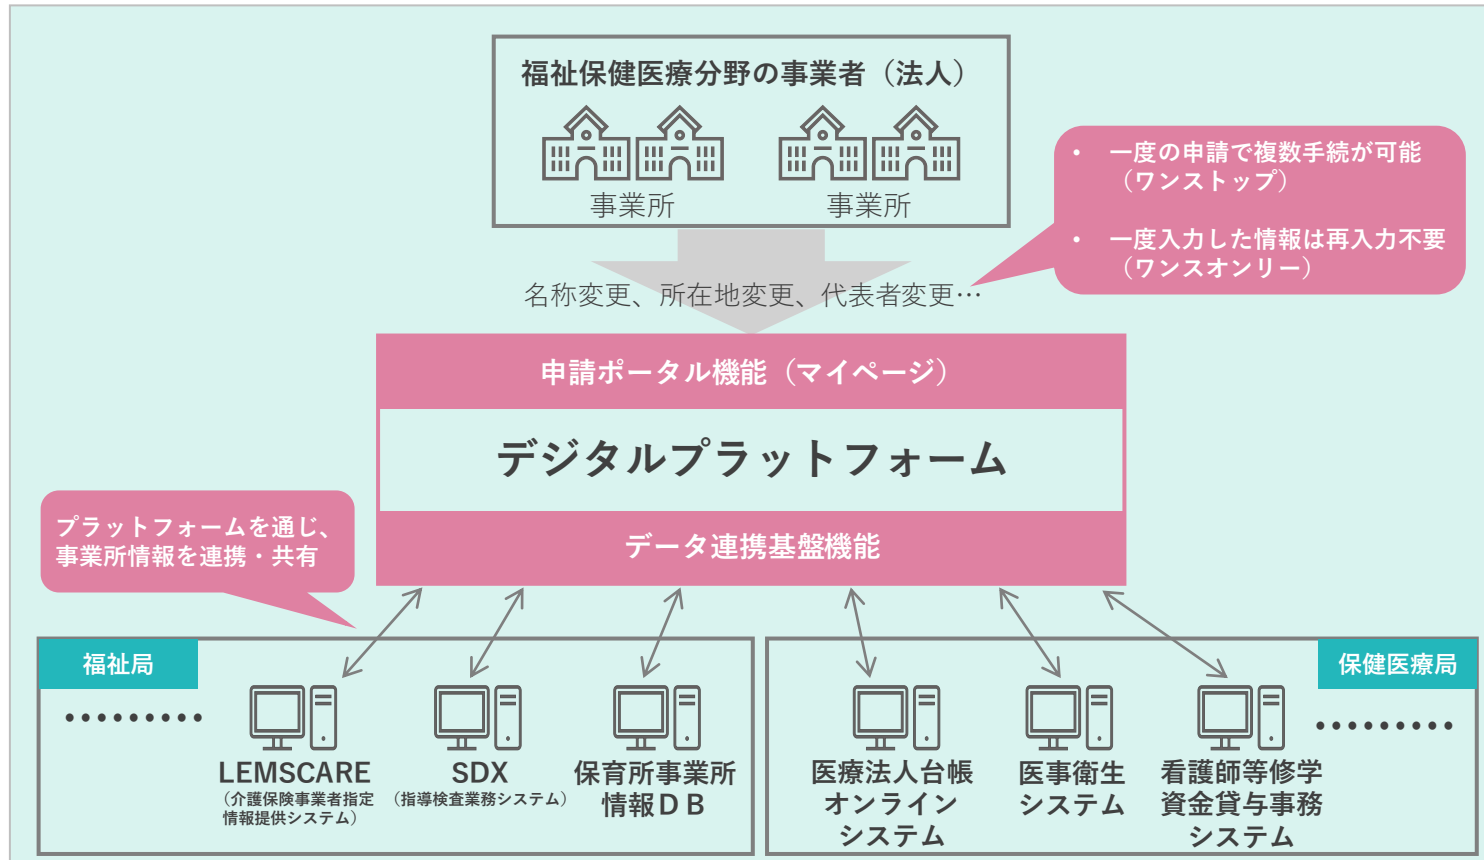 福祉保健医療分野の事業者（法人）
事業所
事業所
・ 一度の申請で複数手続が可能
（ワンストップ）
・ 一度入力した情報は再入力不要
（ワンスオンリー）
名称変更、所在地変更、代表者変更…
申請ポータル機能（マイページ）
デジタルプラットフォーム
データ連携基盤機能
プラットフォームを通じ、
事業所情報を連携・共有
福祉局
………
LEMSCARE
（介護保険事業者指定
情報提供システム）
SDX
（指導検査業務システム）
保育所事業所
情報ＤＢ
保健医療局
医療法人台帳
オンライン
システム
医事衛生
システム
看護師等修学
資金貸与事務
システム
………